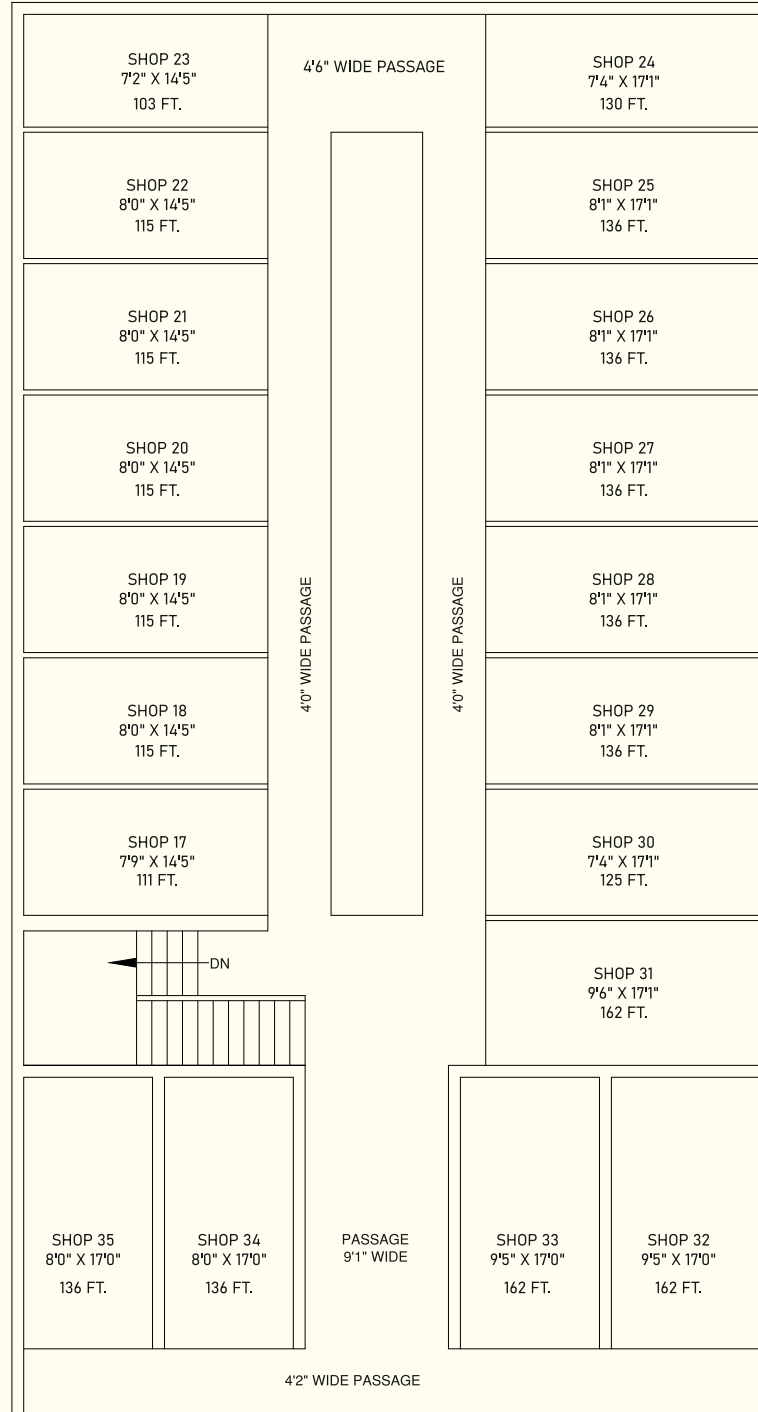 SHOP 23
7'2" X 14'5"
103 FT.
4'6" WIDE PASSAGE
SHOP 24
7'4" X 17'1"
130 FT.
SHOP 22
8'0" X 14'5"
115 FT.
SHOP 25
8'1" X 17'1"
136 FT.
SHOP 21
8'0" X 14'5"
115 FT.
SHOP 26
8'1" X 17'1"
136 FT.
SHOP 20
8'0" X 14'5"
115 FT.
SHOP 27
8'1" X 17'1"
136 FT.
SHOP 19
8'0" X 14'5"
115 FT.
4'0" WIDE PASSAGE
4'0" WIDE PASSAGE
SHOP 28
8'1" X 17'1"
136 FT.
SHOP 18
8'0" X 14'5"
115 FT.
SHOP 29
8'1" X 17'1"
136 FT.
SHOP 17
7'9" X 14'5"
111 FT.
SHOP 30
7'4" X 17'1"
125 FT.
DN
SHOP 31
9'6" X 17'1"
162 FT.
SHOP 35
8'0" X 17'0"
136 FT.
SHOP 34
8'0" X 17'0"
136 FT.
PASSAGE
9'1" WIDE
SHOP 33
9'5" X 17'0"
162 FT.
SHOP 32
9'5" X 17'0"
162 FT.
4'2" WIDE PASSAGE